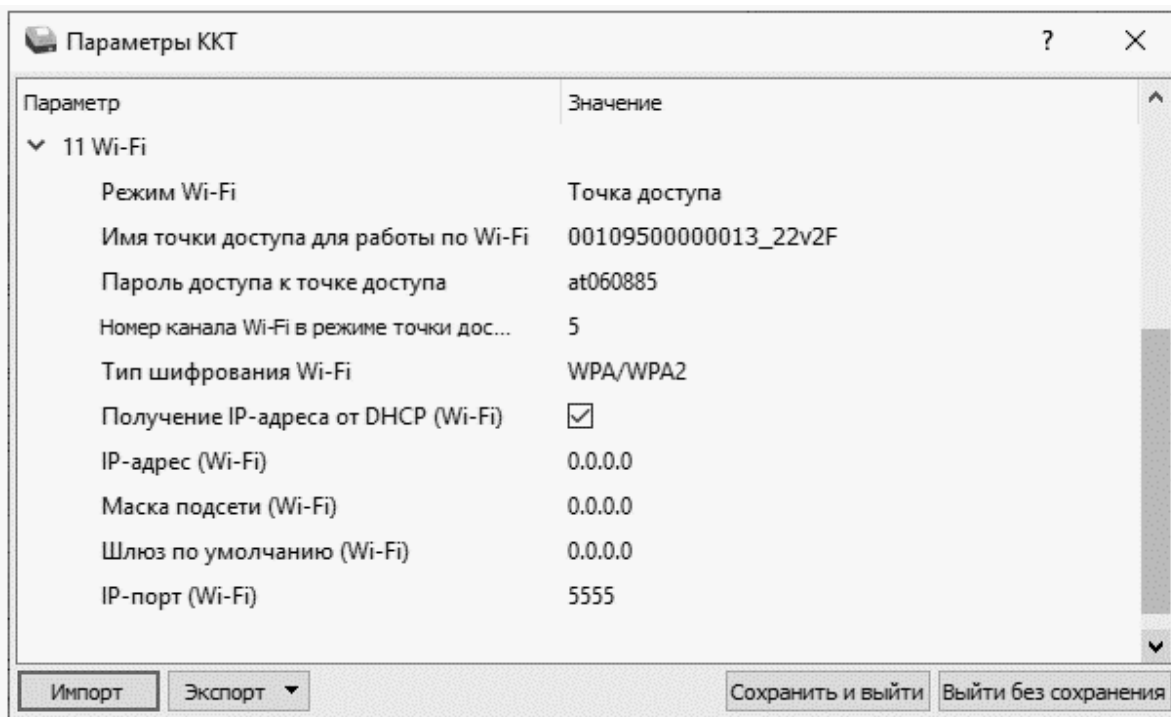 Параметры ККТ ?
Параметр Значение
11 Wi-Fi
Режим Wi-Fi Точка доступа
Имя точки доступа для работы по Wi-Fi 00109500000013_22v2F
Пароль доступа к точке доступа at060885
Номер канала Wi-Fi в режиме точки дос... 5
Тип шифрования Wi-Fi WPA/WPA2
Получение IP-адреса от DHCP (Wi-Fi)
IP-адрес (Wi-Fi) 0.0.0.0
Маска подсети (Wi-Fi) 0.0.0.0
Шлюз по умолчанию (Wi-Fi) 0.0.0.0
IP-порт (Wi-Fi) 5555
Импорт Экспорт Сохранить и выйти Выйти без сохранения